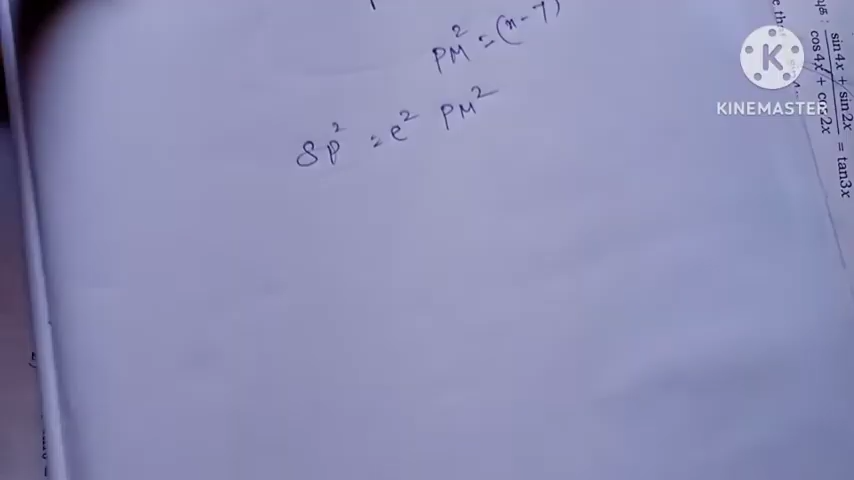 PM² = (x-7)
SP² = e² PM²
KINEMASTER
sin4x + sin2x
cos4x + cos2x
= tan3x